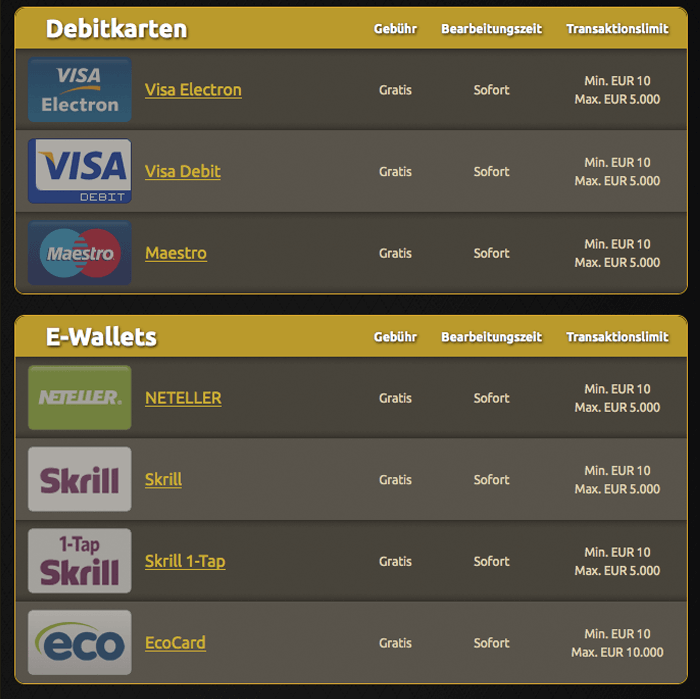 Debitkarten Gebühr Bearbeitungszeit Transaktionslimit
VISA
Electron
Visa Electron Gratis Sofort Min. EUR 10
Max. EUR 5.000
VISA
DEBIT
Visa Debit Gratis Sofort Min. EUR 10
Max. EUR 5.000
Maestro
Maestro Gratis Sofort Min. EUR 10
Max. EUR 5.000
E-Wallets Gebühr Bearbeitungszeit Transaktionslimit
NETELLER.
NETELLER Gratis Sofort Min. EUR 10
Max. EUR 5.000
Skrill
Skrill Gratis Sofort Min. EUR 10
Max. EUR 5.000
1-Tap
Skrill
Skrill 1-Tap Gratis Sofort Min. EUR 10
Max. EUR 5.000
eco
EcoCard Gratis Sofort Min. EUR 10
Max. EUR 10.000